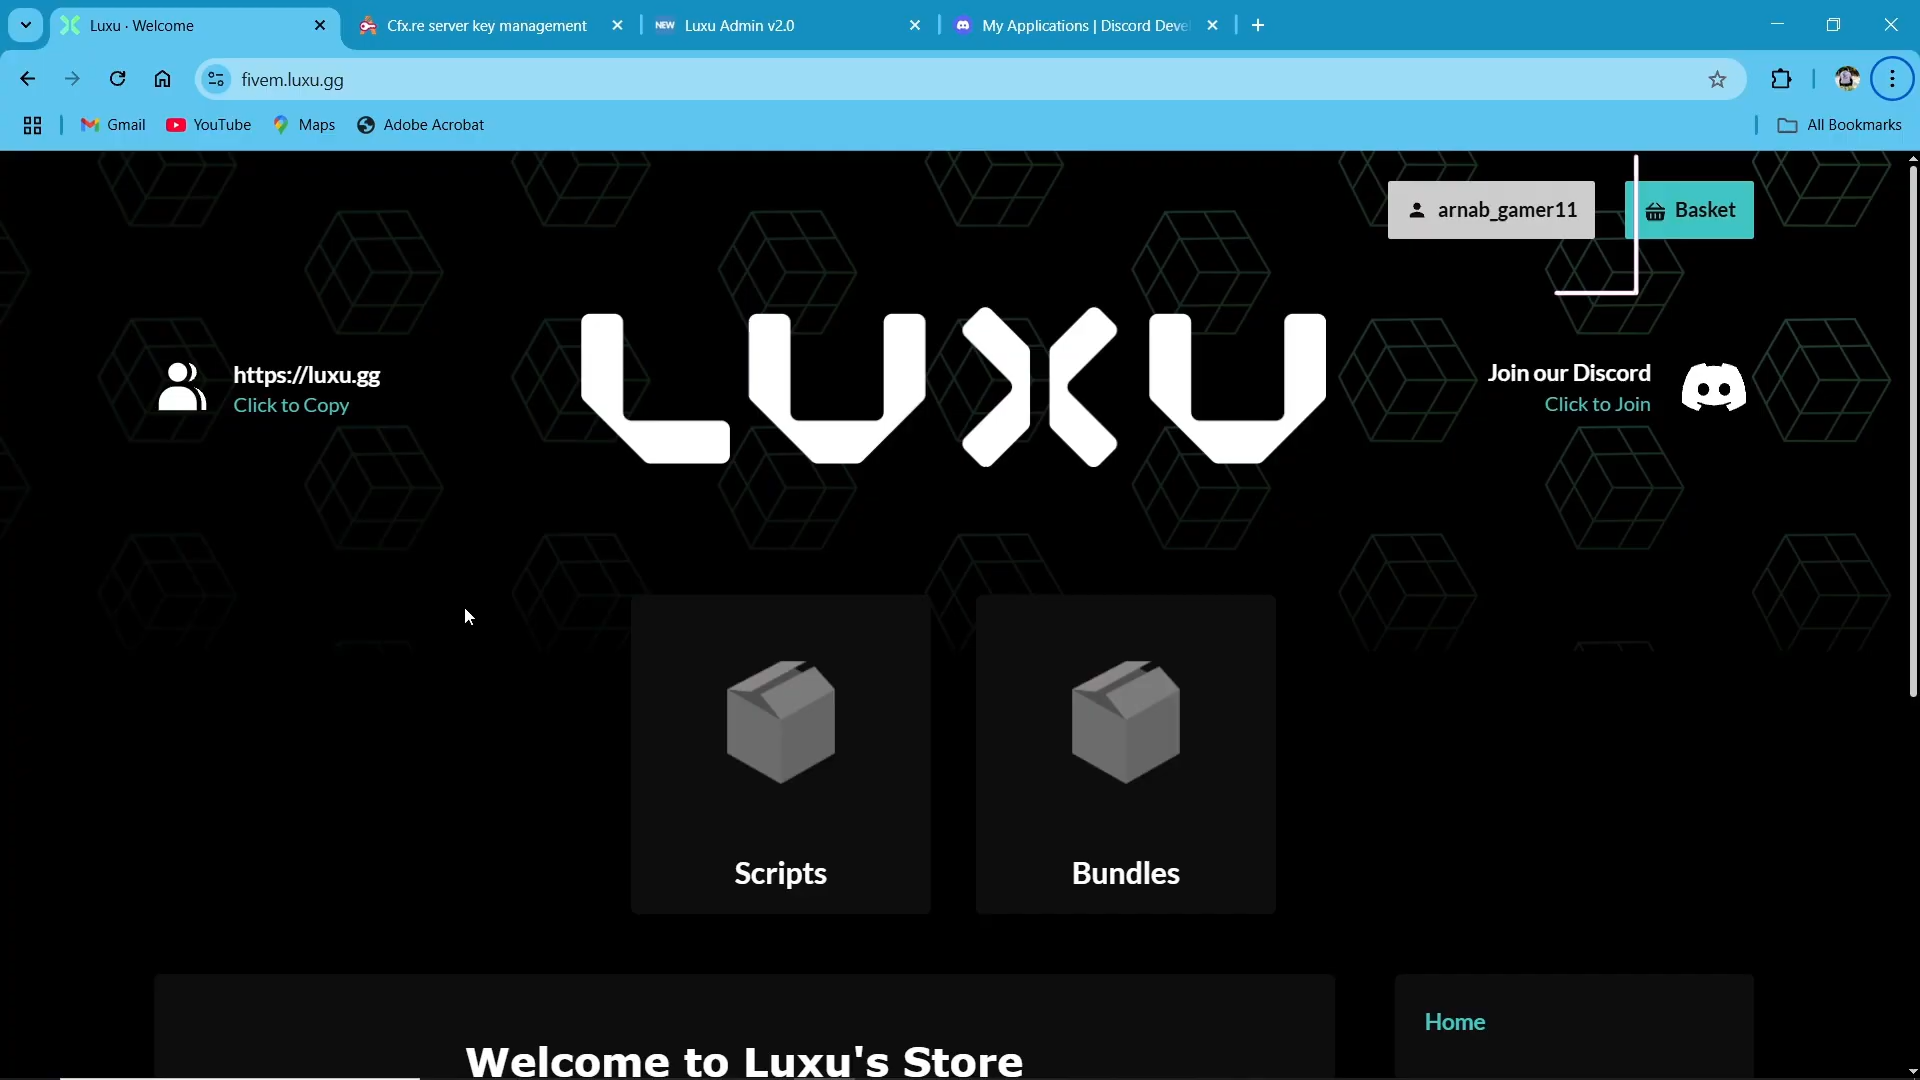 Luxu · Welcome
Cfx.re server key management
NEW
Luxu Admin v2.0
My Applications | Discord Deve
fivem.luxu.gg
Gmail
YouTube
Maps
Adobe Acrobat
All Bookmarks
arnab_gamer11
Basket
https://luxu.gg
Click to Copy
LUXU
Join our Discord
Click to Join
Scripts
Bundles
Welcome to Luxu's Store
Home